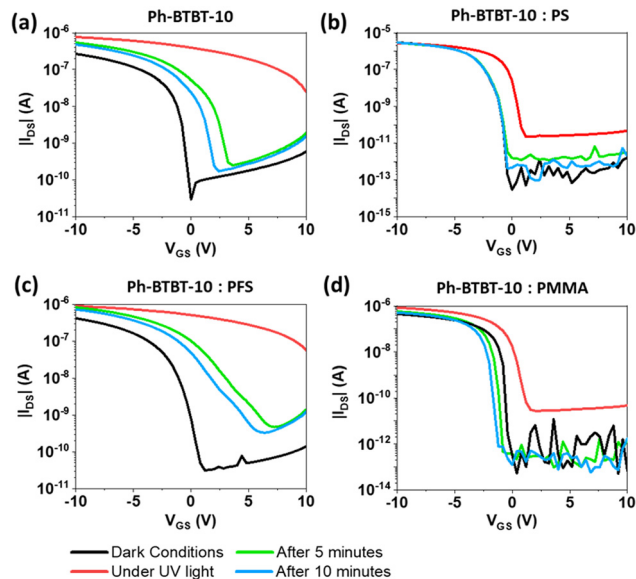 (a) Ph-BTBT-10
|I_DS| (A)
10^-6
10^-7
10^-8
10^-9
10^-10
10^-11
-10 -5 0 5 10
V_GS (V)
(b) Ph-BTBT-10 : PS
|I_DS| (A)
10^-5
10^-7
10^-9
10^-11
10^-13
10^-15
-10 -5 0 5 10
V_GS (V)
(c) Ph-BTBT-10 : PFS
|I_DS| (A)
10^-6
10^-7
10^-8
10^-9
10^-10
10^-11
-10 -5 0 5 10
V_GS (V)
(d) Ph-BTBT-10 : PMMA
|I_DS| (A)
10^-6
10^-8
10^-10
10^-12
10^-14
-10 -5 0 5 10
V_GS (V)
Dark Conditions After 5 minutes
Under UV light After 10 minutes